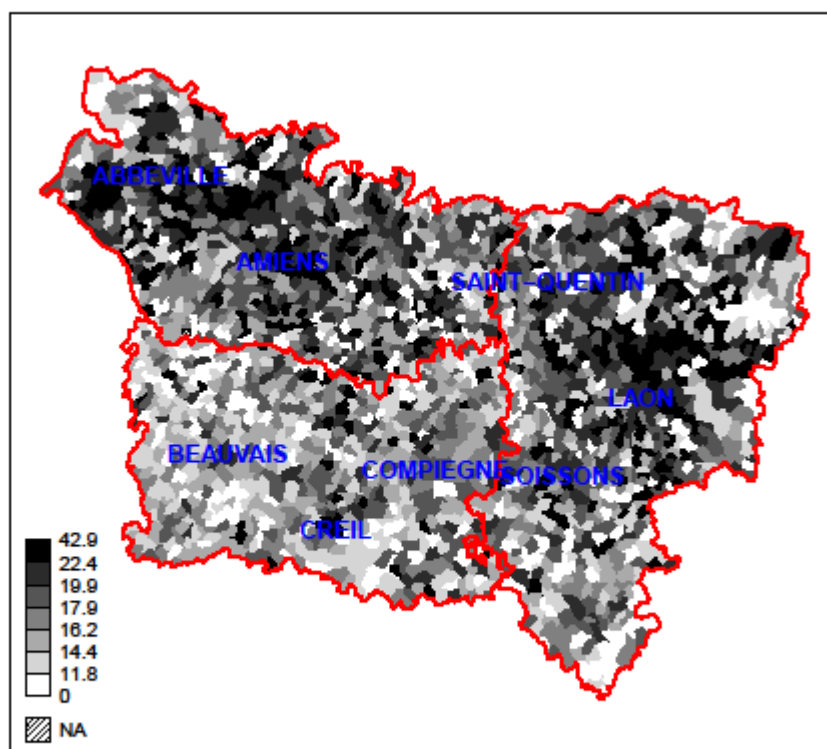 ABBEVILLE
AMIENS
SAINT−QUENTIN
LAON
BEAUVAIS
COMPIEGNE
SOISSONS
CREIL
42.9
22.4
19.9
17.9
16.2
14.4
11.8
0
NA